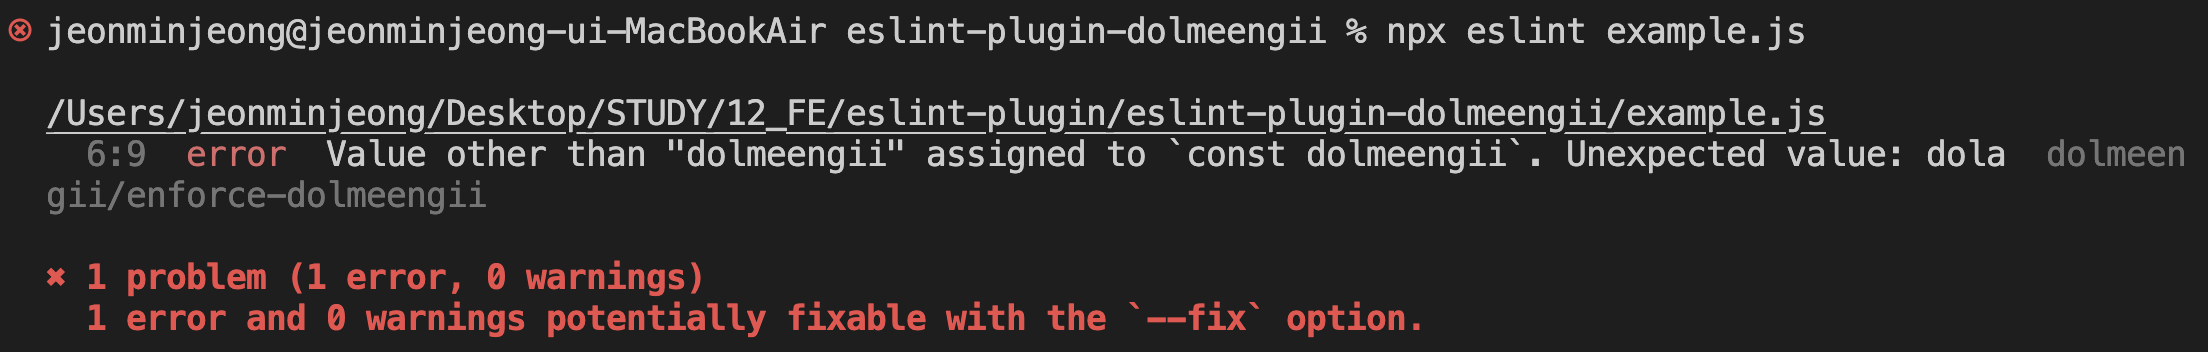 jeonminjeong@jeonminjeong-ui-MacBookAir eslint-plugin-dolmeengii % npx eslint example.js
/Users/jeonminjeong/Desktop/STUDY/12_FE/eslint-plugin/eslint-plugin-dolmeengii/example.js
6:9  error  Value other than "dolmeengii" assigned to `const dolmeengii`. Unexpected value: dola  dolmeen
gii/enforce-dolmeengii
✖ 1 problem (1 error, 0 warnings)
1 error and 0 warnings potentially fixable with the `--fix` option.